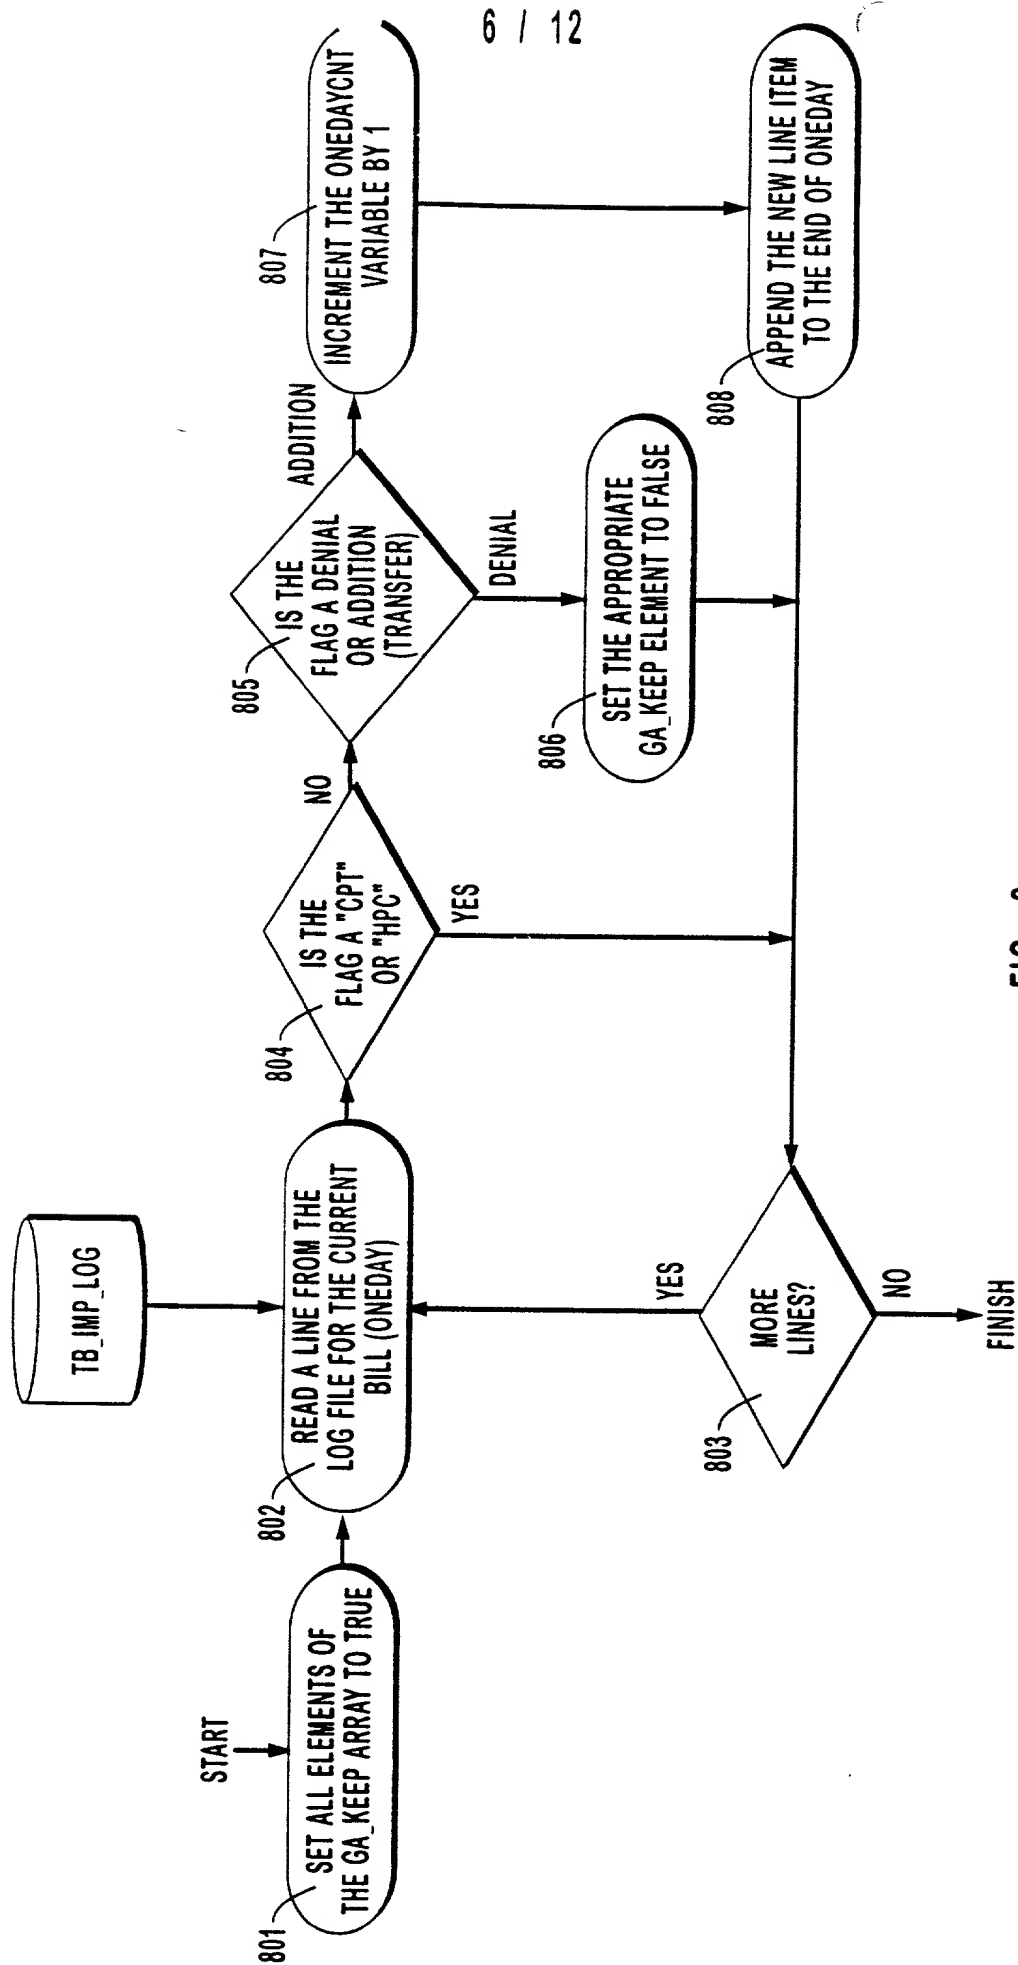 6 / 12
START
801
SET ALL ELEMENTS OF
THE GA_KEEP ARRAY TO TRUE
TB_IMP_LOG
802
READ A LINE FROM THE
LOG FILE FOR THE CURRENT
BILL (ONEDAY)
804
IS THE
FLAG A "CPT"
OR "HPC"
NO
YES
805
IS THE
FLAG A DENIAL
OR ADDITION
(TRANSFER)
ADDITION
DENIAL
807
INCREMENT THE ONEDAYCNT
VARIABLE BY 1
806
SET THE APPROPRIATE
GA_KEEP ELEMENT TO FALSE
808
APPEND THE NEW LINE ITEM
TO THE END OF ONEDAY
803
MORE
LINES?
YES
NO
FINISH